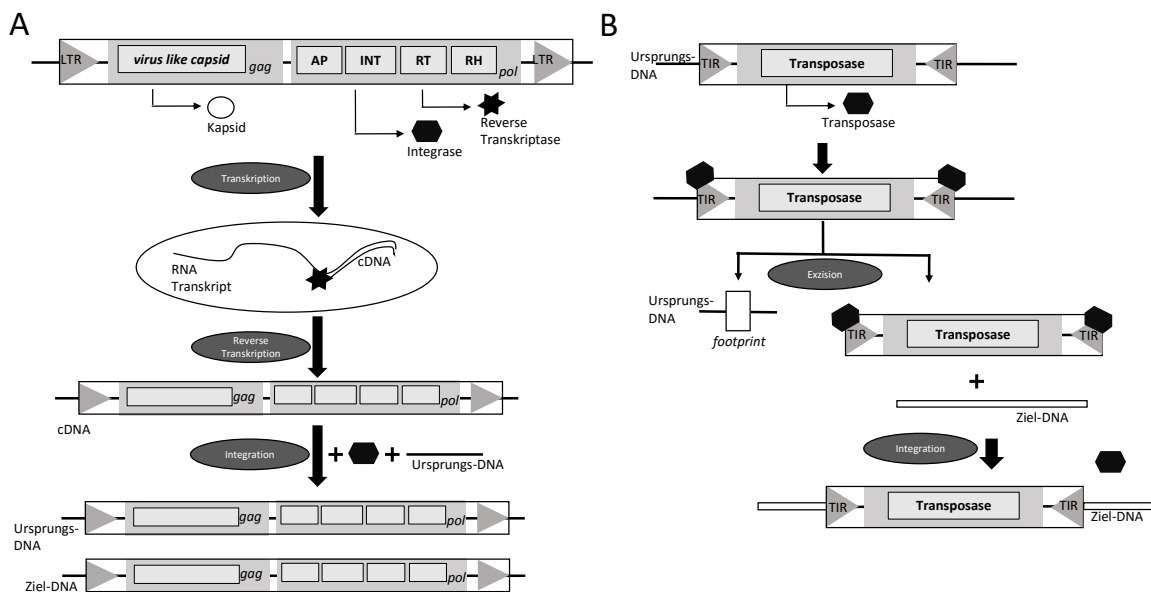 A
LTR
virus like capsid
gag
AP
INT
RT
RH
pol
LTR
Kapsid
Integrase
Reverse
Transkriptase
Transkription
RNA
Transkript
cDNA
Reverse
Transkription
gag
pol
cDNA
Integration
+
+
Ursprungs-DNA
gag
pol
Ursprungs-
DNA
gag
pol
Ziel-DNA
B
Ursprungs-
DNA
TIR
Transposase
TIR
Transposase
TIR
Transposase
TIR
Exzision
Ursprungs-
DNA
footprint
TIR
Transposase
TIR
+
Ziel-DNA
Integration
TIR
Transposase
TIR
Ziel-DNA